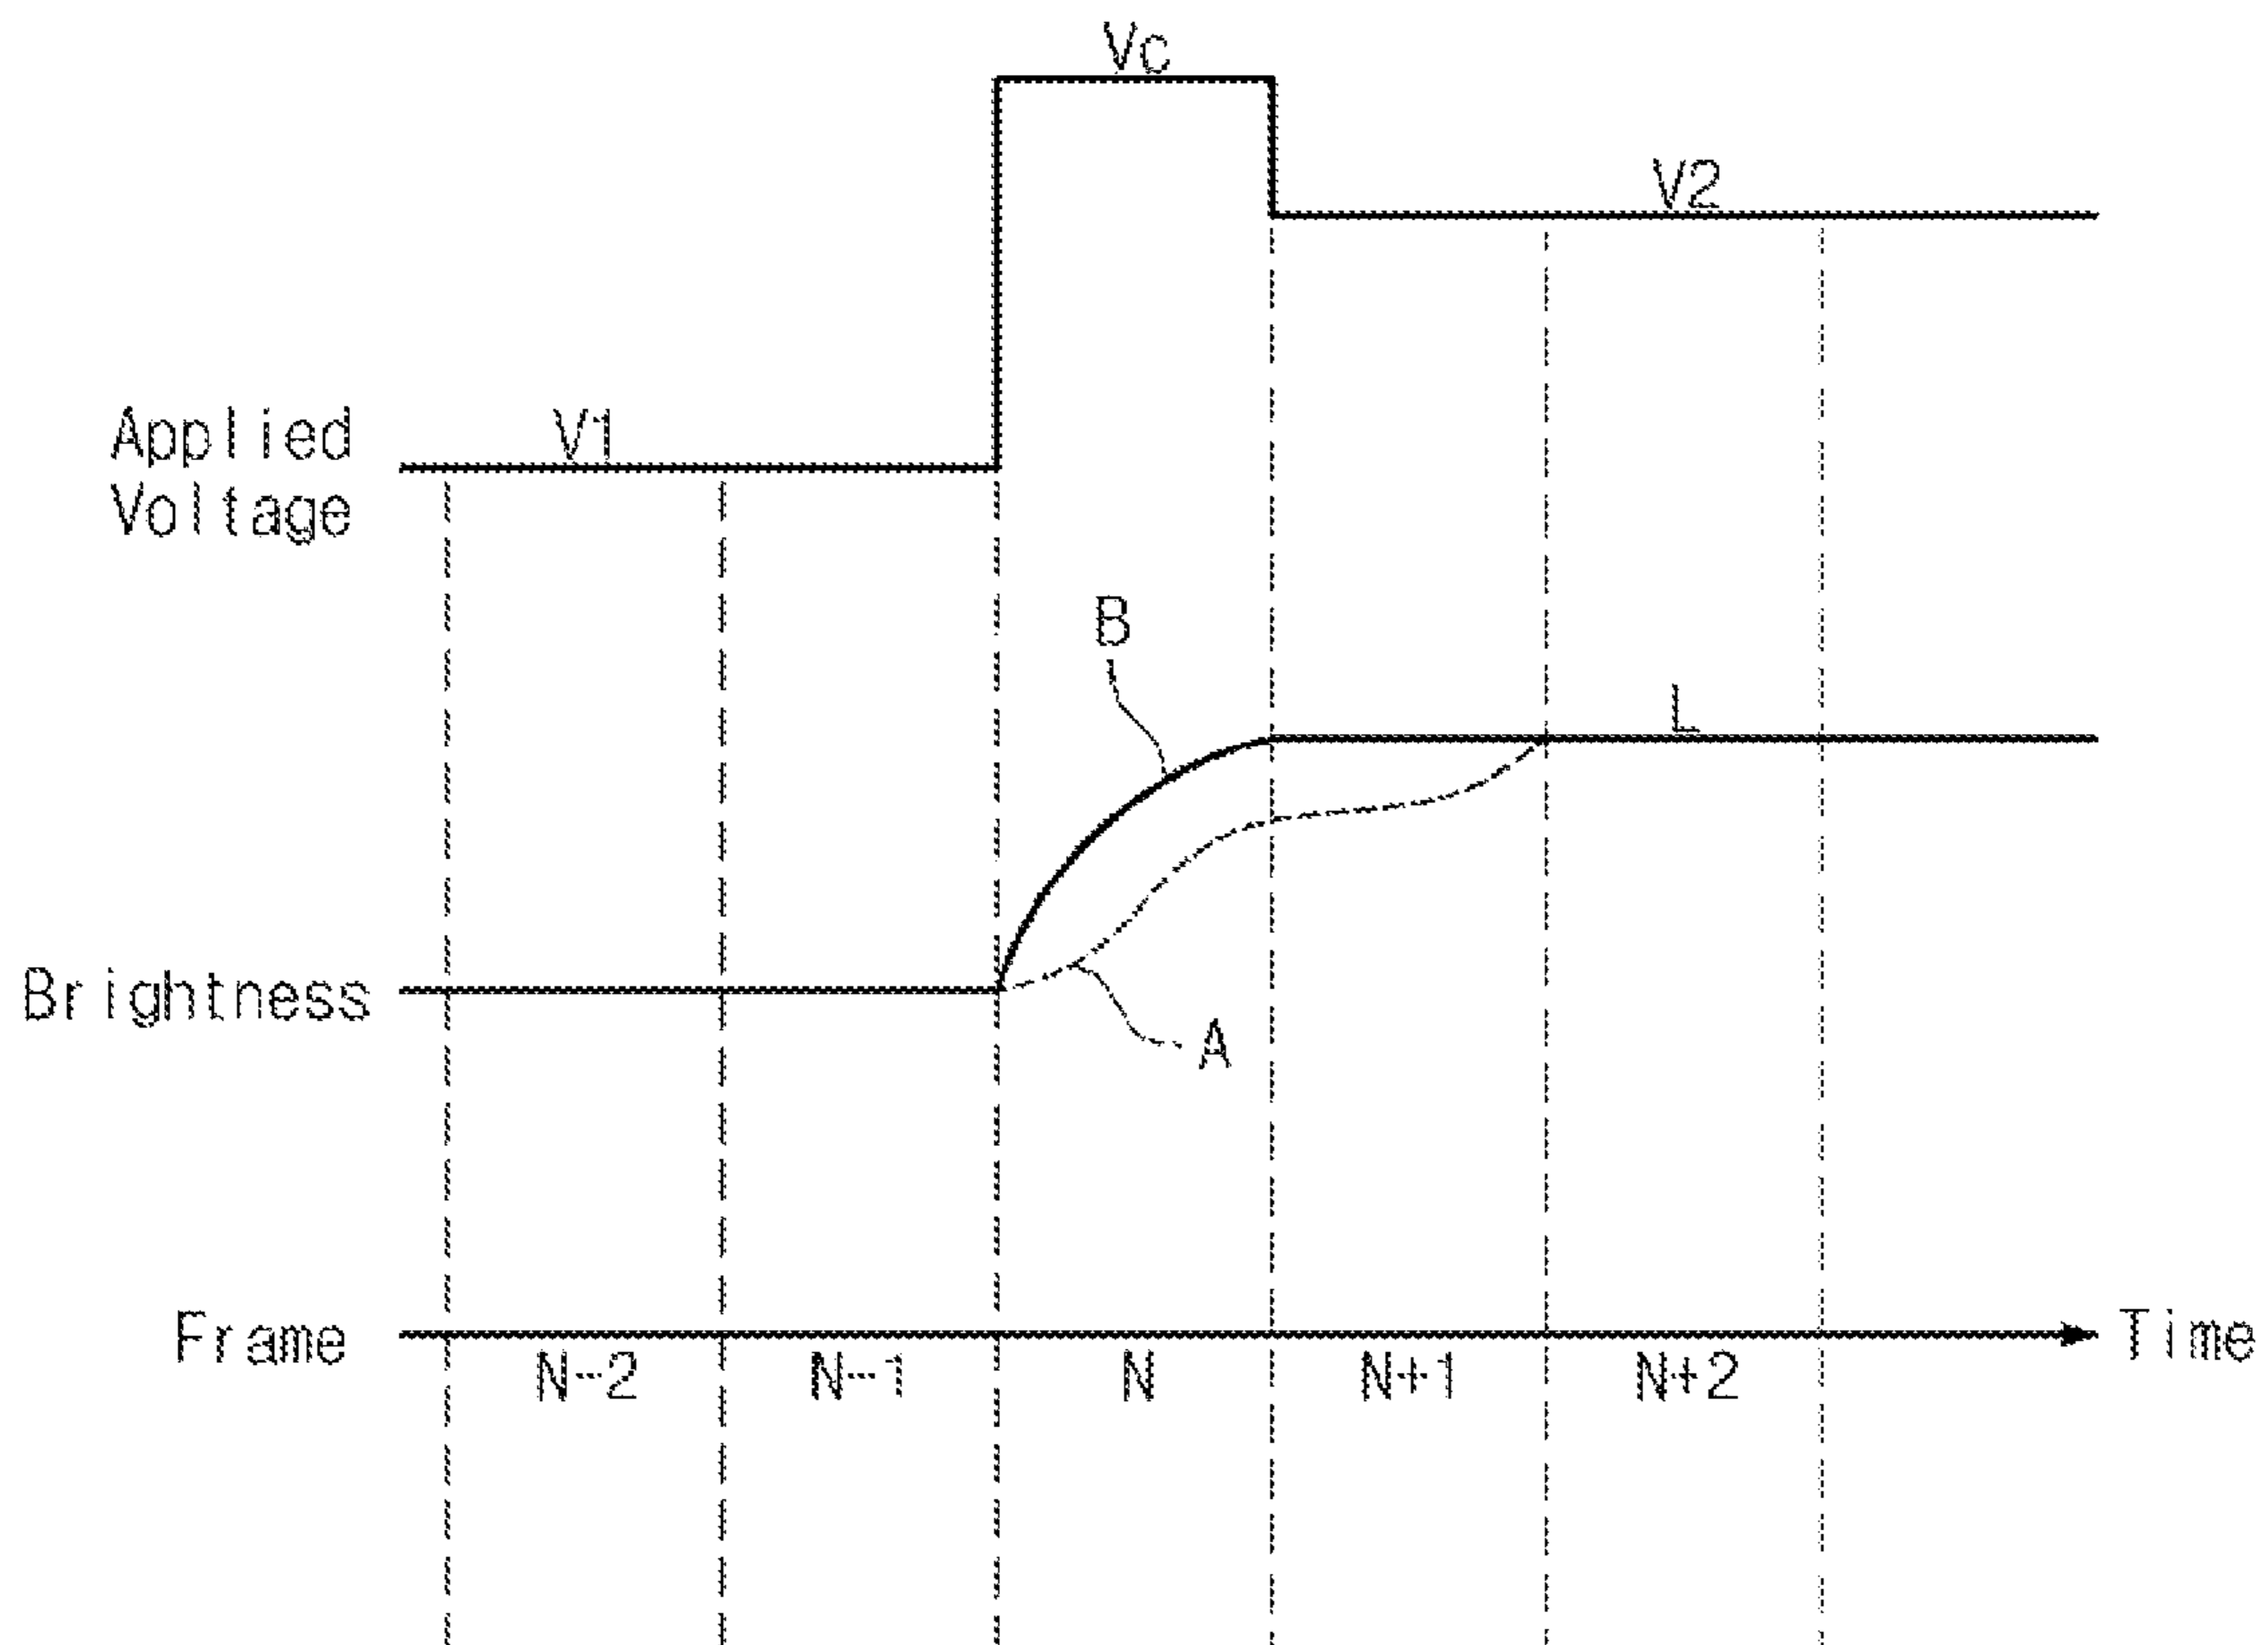 Vc
V2
V1
Applied
Voltage
B
L
Brightness
A
Frame
Time
N-2
N-1
N
N+1
N+2